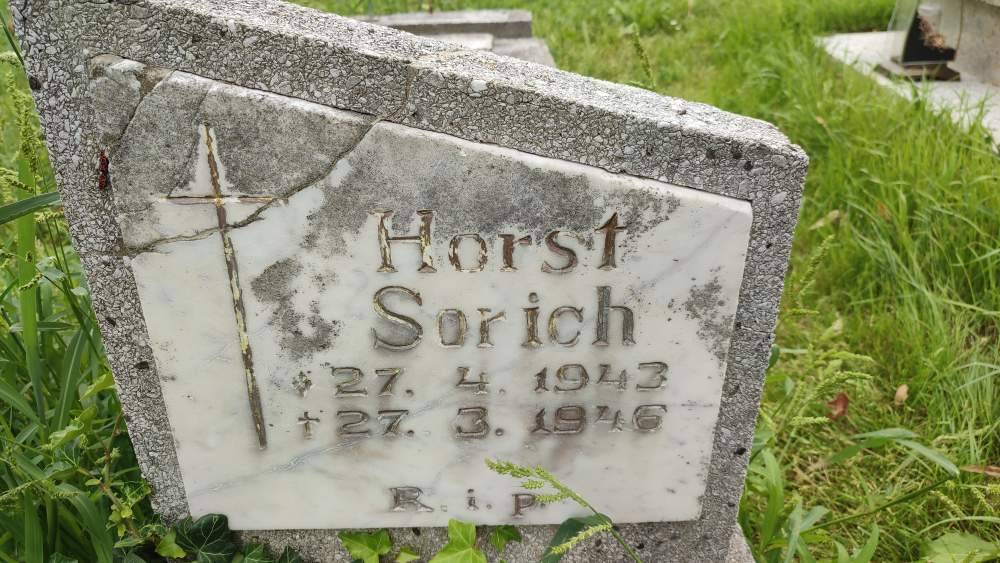 Horst
Sorich
* 27. 4. 1943
† 27. 3. 1946
R. i. P